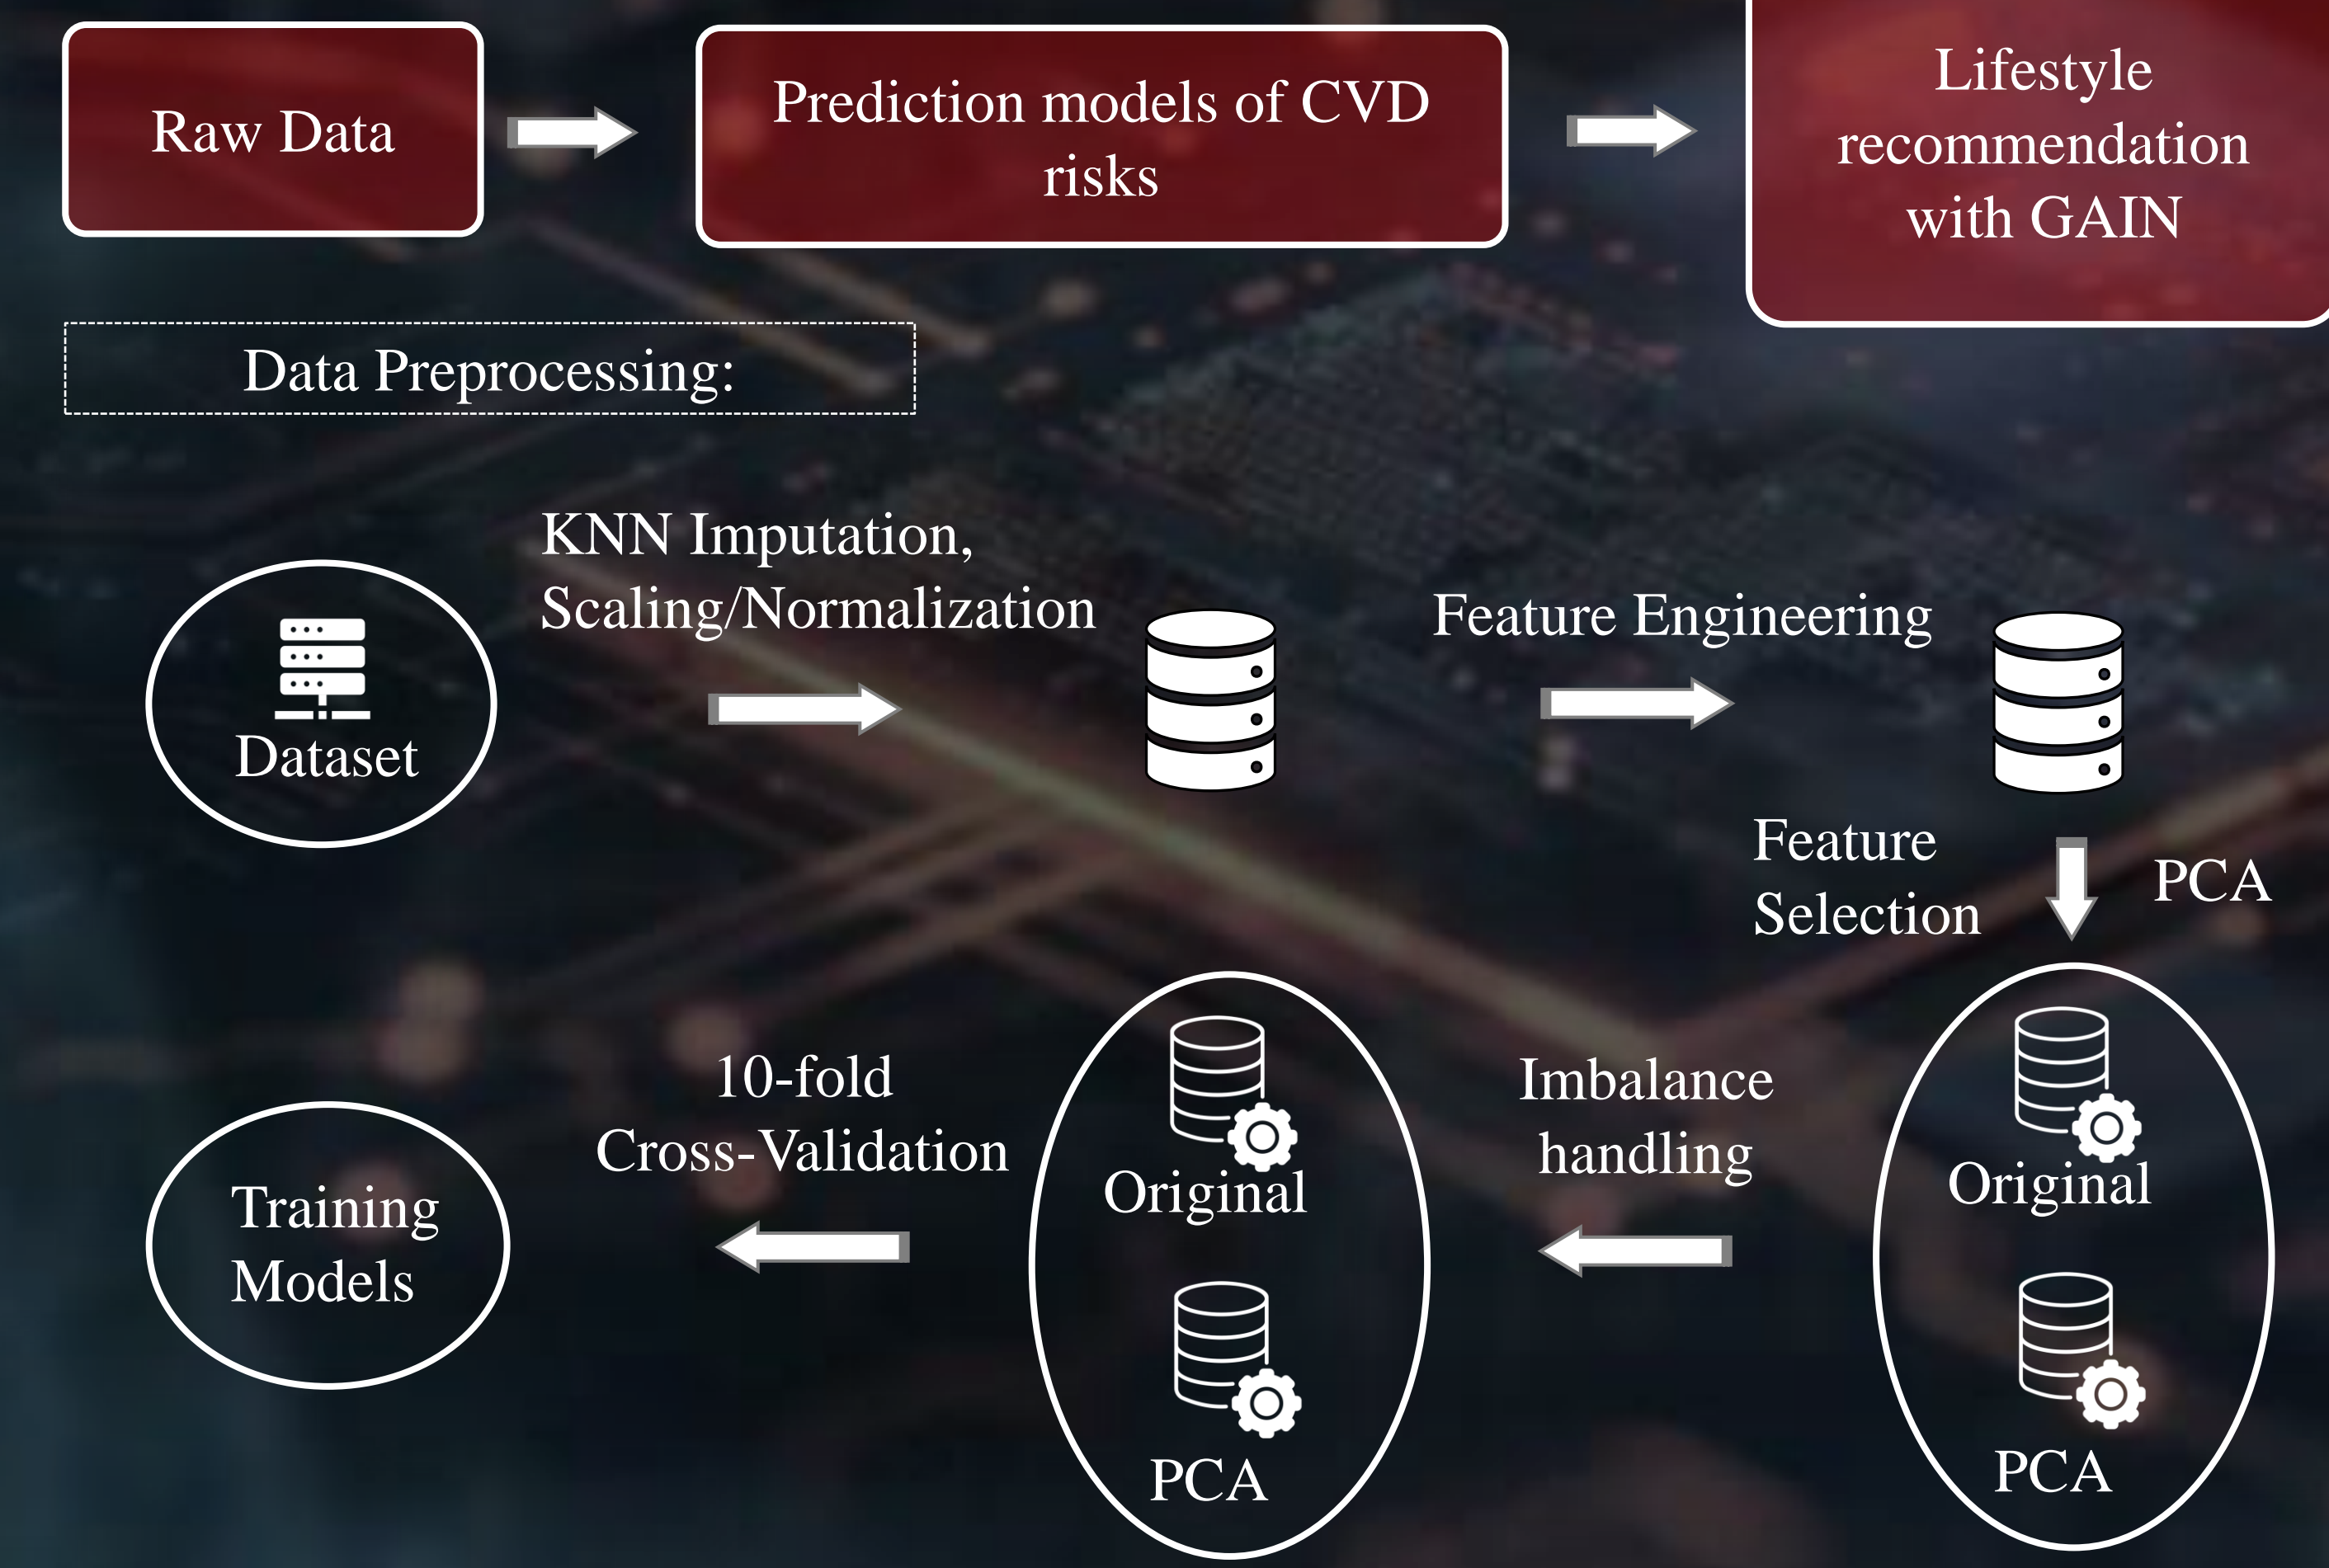 Raw Data
Prediction models of CVD
risks
Lifestyle
recommendation
with GAIN
Data Preprocessing:
KNN Imputation,
Scaling/Normalization
Feature Engineering
Dataset
Feature
Selection
PCA
Original
PCA
Imbalance
handling
Original
PCA
10-fold
Cross-Validation
Training
Models